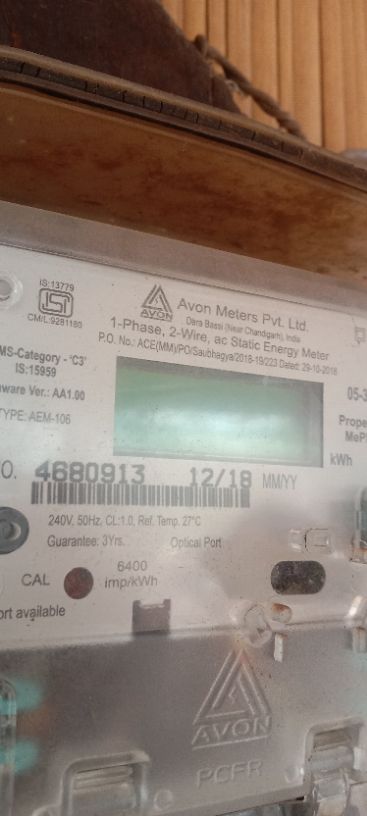 IS:13779
CM/L:9281180
AVON
Avon Meters Pvt. Ltd.
Dera Bassi (Near Chandigarh), India
1-Phase, 2-Wire, ac Static Energy Meter
P.O. No.: ACE(MM)/PO/Saubhagya/2018-19/223 Dated: 29-10-2018
MS-Category - 'C3'
IS:15959
ware Ver.: AA1.00
TYPE: AEM-106
05-3
Prope
MeP
kWh
O. 4680913 12/18 MM/YY
240V, 50Hz, CL:1.0, Ref. Temp. 27°C
Guarantee: 3Yrs. Optical Port
CAL 6400
imp/kWh
ort available
AVON
PCFR